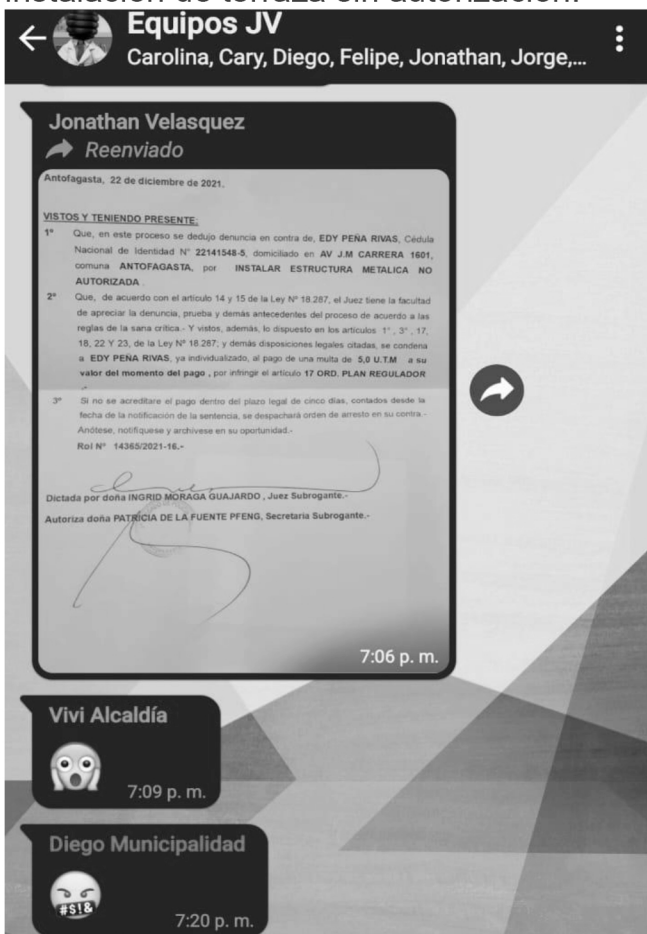 instalación de terraza sin autorización.
Equipos JV
Carolina, Cary, Diego, Felipe, Jonathan, Jorge,...
Jonathan Velasquez
Reenviado
Antofagasta, 22 de diciembre de 2021.
VISTOS Y TENIENDO PRESENTE:
1° Que, en este proceso se dedujo denuncia en contra de, EDY PEÑA RIVAS, Cédula
Nacional de Identidad N° 22141548-5, domiciliado en AV J.M CARRERA 1601,
comuna ANTOFAGASTA, por INSTALAR ESTRUCTURA METALICA NO
AUTORIZADA .
2° Que, de acuerdo con el artículo 14 y 15 de la Ley N° 18.287, el Juez tiene la facultad
de apreciar la denuncia, prueba y demás antecedentes del proceso de acuerdo a las
reglas de la sana crítica.- Y vistos, además, lo dispuesto en los artículos 1° , 3° , 17,
18, 22 Y 23, de la Ley N° 18.287; y demás disposiciones legales citadas, se condena
a EDY PEÑA RIVAS, ya individualizado, al pago de una multa de 5,0 U.T.M a su
valor del momento del pago , por infringir el artículo 17 ORD. PLAN REGULADOR
.-
3° Si no se acreditare el pago dentro del plazo legal de cinco días, contados desde la
fecha de la notificación de la sentencia, se despachará orden de arresto en su contra.-
Anótese, notifíquese y archívese en su oportunidad.-
Rol N° 14365/2021-16.-
Dictada por doña INGRID MORAGA GUAJARDO , Juez Subrogante.-
Autoriza doña PATRICIA DE LA FUENTE PFENG, Secretaria Subrogante.-
7:06 p. m.
Vivi Alcaldía
7:09 p. m.
Diego Municipalidad
#$!&
7:20 p. m.